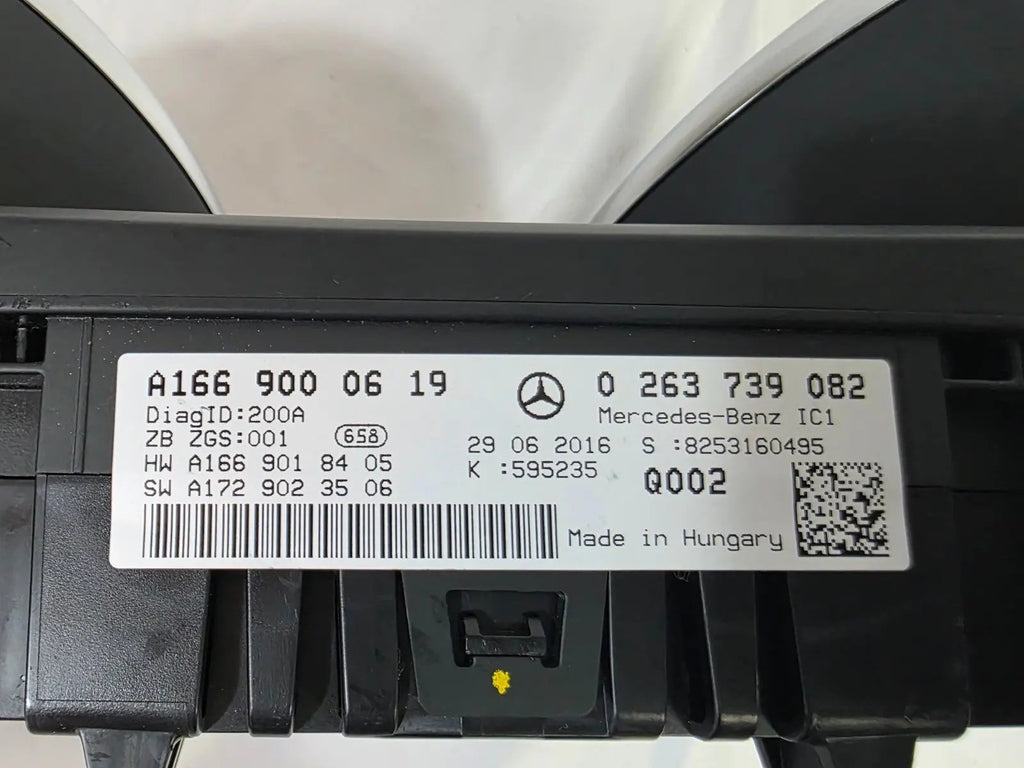 A166 900 06 19
0 263 739 082
DiagID:200A
Mercedes-Benz IC1
ZB ZGS:001 658
29 06 2016 S :8253160495
HW A166 901 84 05
K :595235
Q002
SW A172 902 35 06
Made in Hungary